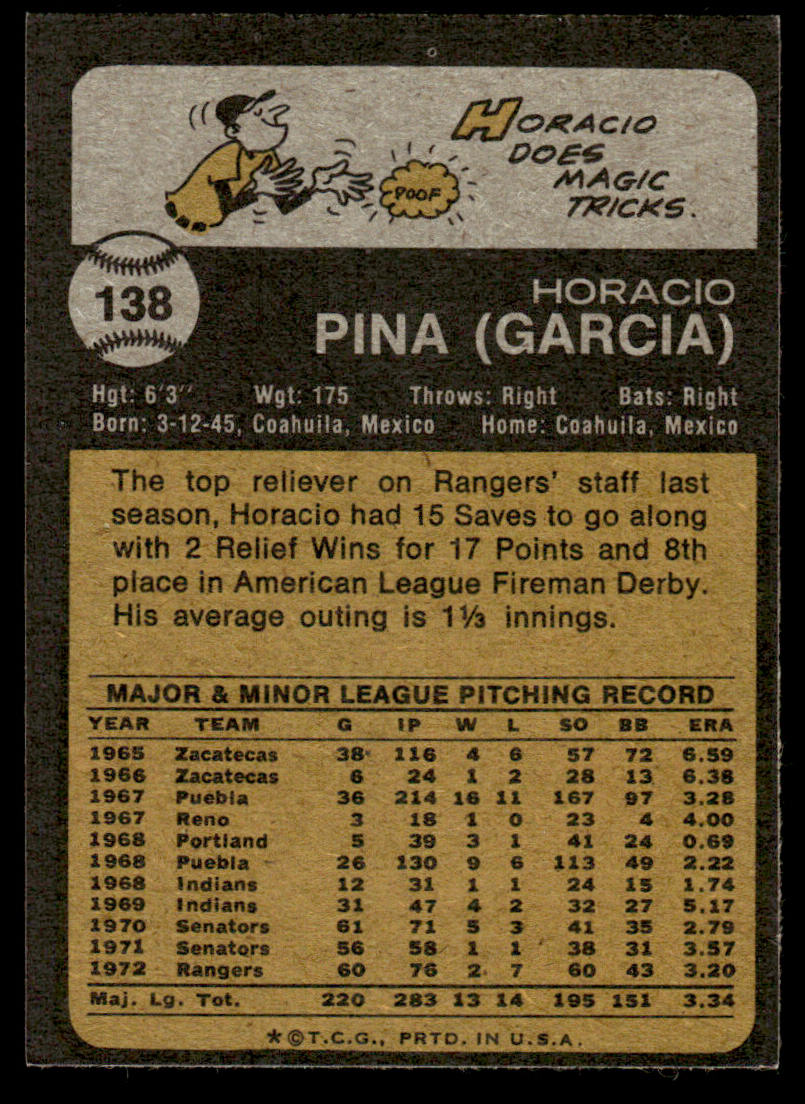 HORACIO
DOES
MAGIC
TRICKS.
POOF
138
HORACIO
PINA (GARCIA)
Hgt: 6'3" Wgt: 175 Throws: Right Bats: Right
Born: 3-12-45, Coahuila, Mexico Home: Coahuila, Mexico
The top reliever on Rangers' staff last
season, Horacio had 15 Saves to go along
with 2 Relief Wins for 17 Points and 8th
place in American League Fireman Derby.
His average outing is 1⅓ innings.
MAJOR & MINOR LEAGUE PITCHING RECORD
YEAR TEAM G IP W L SO BB ERA
1965 Zacatecas 38 116 4 6 57 72 6.59
1966 Zacatecas 6 24 1 2 28 13 6.38
1967 Puebla 36 214 16 11 167 97 3.28
1967 Reno 3 18 1 0 23 4 4.00
1968 Portland 5 39 3 1 41 24 0.69
1968 Puebla 26 130 9 6 113 49 2.22
1968 Indians 12 31 1 1 24 15 1.74
1969 Indians 31 47 4 2 32 27 5.17
1970 Senators 61 71 5 3 41 35 2.79
1971 Senators 56 58 1 1 38 31 3.57
1972 Rangers 60 76 2 7 60 43 3.20
Maj. Lg. Tot. 220 283 13 14 195 151 3.34
*©T.C.G., PRTD. IN U.S.A.